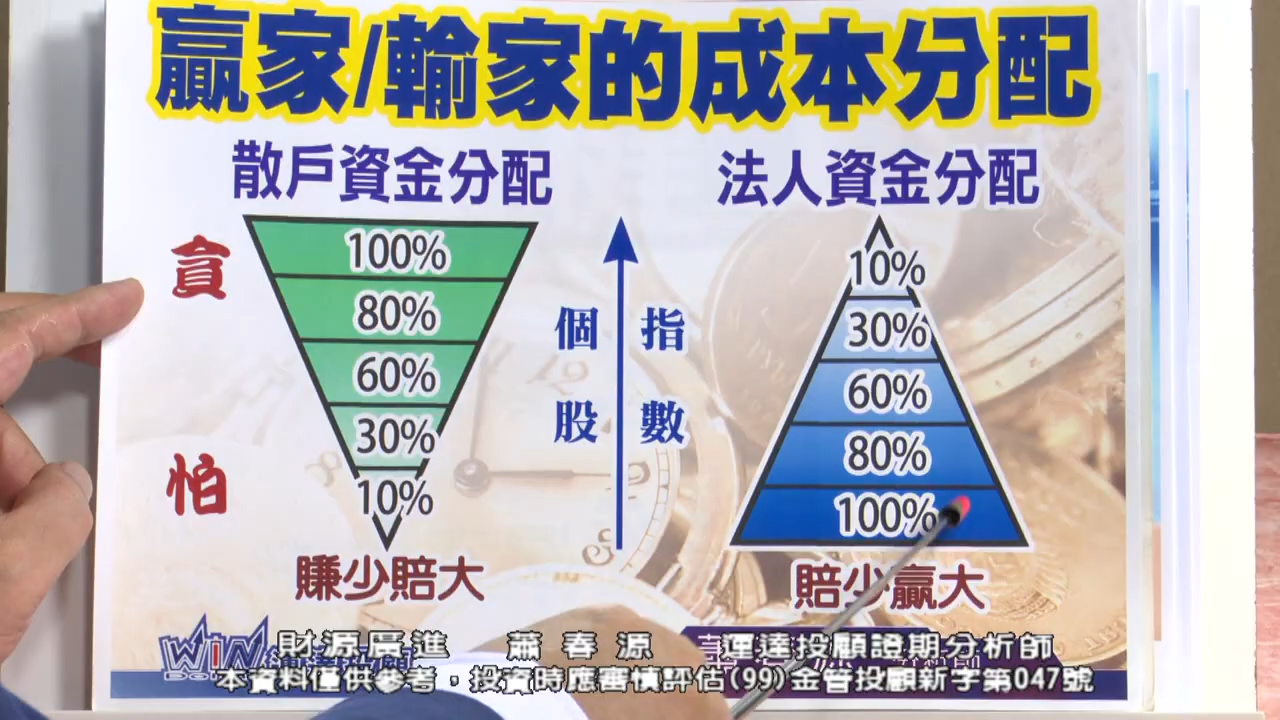 贏家/輸家的成本分配
散戶資金分配
法人資金分配
貪
怕
100%
80%
60%
30%
10%
個股
指數
10%
30%
60%
80%
100%
賺少賠大
賠少贏大
WIN
財源廣進 蕭春源 運達投顧證期分析師
本資料僅供參考，投資時應審慎評估(99)金管投顧新字第047號